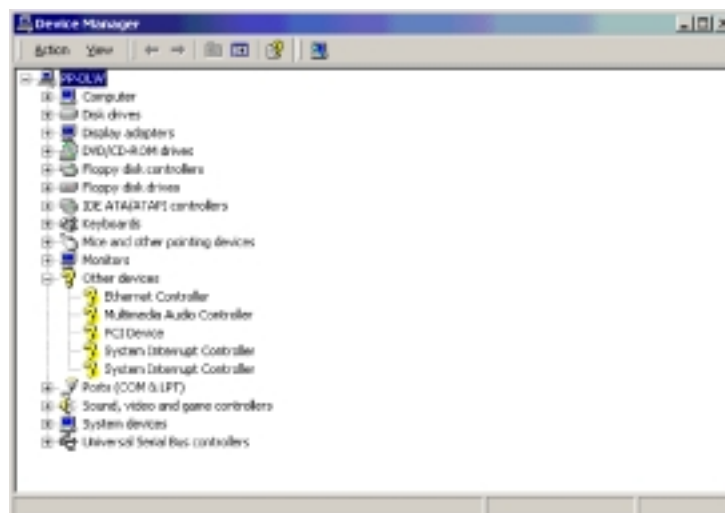 Device Manager
Action View
PP-DLW
Computer
Disk drives
Display adapters
DVD/CD-ROM drives
Floppy disk controllers
Floppy disk drives
IDE ATA/ATAPI controllers
Keyboards
Mice and other pointing devices
Monitors
Other devices
Ethernet Controller
Multimedia Audio Controller
PCI Device
System Interrupt Controller
System Interrupt Controller
Ports (COM & LPT)
Sound, video and game controllers
System devices
Universal Serial Bus controllers